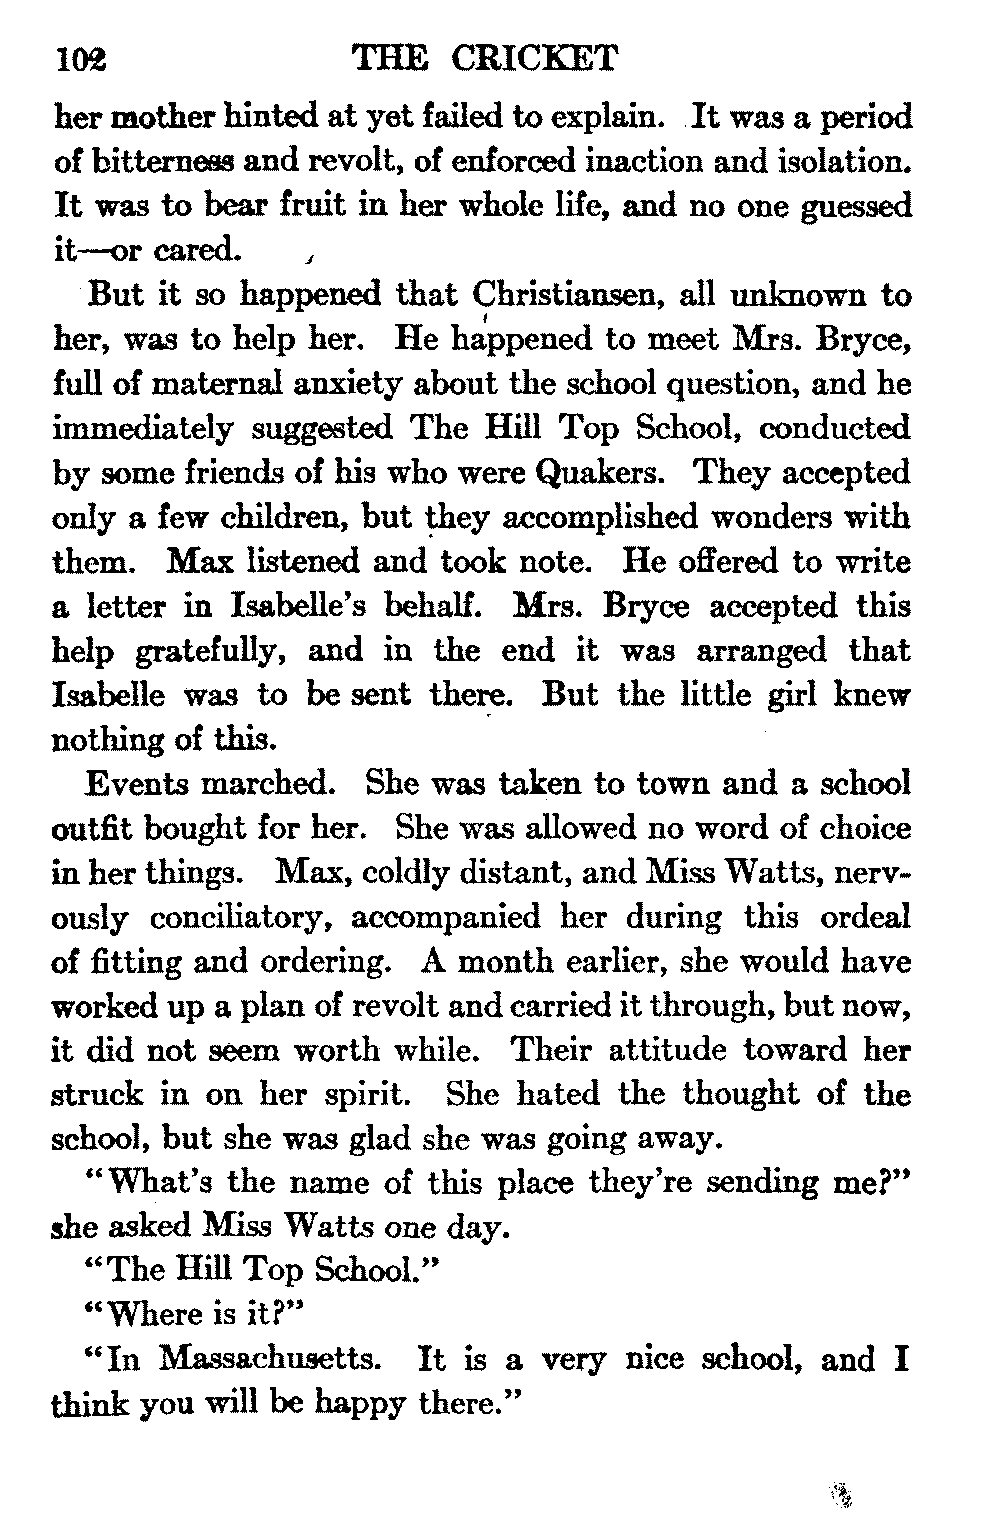 102 THE CRICKET
her mother hinted at yet failed to explain. It was a period
of bitterness and revolt, of enforced inaction and isolation.
It was to bear fruit in her whole life, and no one guessed
it—or cared.
But it so happened that Christiansen, all unknown to
her, was to help her. He happened to meet Mrs. Bryce,
full of maternal anxiety about the school question, and he
immediately suggested The Hill Top School, conducted
by some friends of his who were Quakers. They accepted
only a few children, but they accomplished wonders with
them. Max listened and took note. He offered to write
a letter in Isabelle's behalf. Mrs. Bryce accepted this
help gratefully, and in the end it was arranged that
Isabelle was to be sent there. But the little girl knew
nothing of this.
Events marched. She was taken to town and a school
outfit bought for her. She was allowed no word of choice
in her things. Max, coldly distant, and Miss Watts, nerv-
ously conciliatory, accompanied her during this ordeal
of fitting and ordering. A month earlier, she would have
worked up a plan of revolt and carried it through, but now,
it did not seem worth while. Their attitude toward her
struck in on her spirit. She hated the thought of the
school, but she was glad she was going away.
"What's the name of this place they're sending me?"
she asked Miss Watts one day.
"The Hill Top School."
"Where is it?"
"In Massachusetts. It is a very nice school, and I
think you will be happy there."